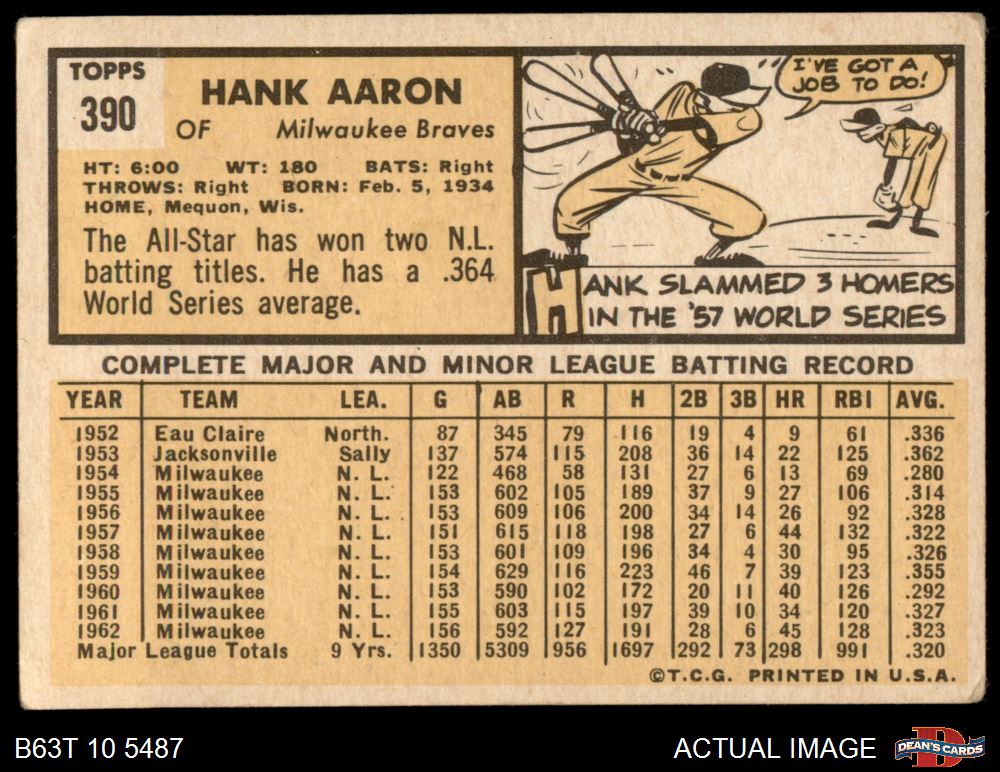 TOPPS
390
HANK AARON
OF Milwaukee Braves
HT: 6:00 WT: 180 BATS: Right
THROWS: Right BORN: Feb. 5, 1934
HOME, Mequon, Wis.
The All-Star has won two N.L.
batting titles. He has a .364
World Series average.
I'VE GOT A
JOB TO DO!
HANK SLAMMED 3 HOMERS
IN THE '57 WORLD SERIES
COMPLETE MAJOR AND MINOR LEAGUE BATTING RECORD
YEAR TEAM LEA. G AB R H 2B 3B HR RBI AVG.
1952 Eau Claire North. 87 345 79 116 19 4 9 61 .336
1953 Jacksonville Sally 137 574 115 208 36 14 22 125 .362
1954 Milwaukee N. L. 122 468 58 131 27 6 13 69 .280
1955 Milwaukee N. L. 153 602 105 189 37 9 27 106 .314
1956 Milwaukee N. L. 153 609 106 200 34 14 26 92 .328
1957 Milwaukee N. L. 151 615 118 198 27 6 44 132 .322
1958 Milwaukee N. L. 153 601 109 196 34 4 30 95 .326
1959 Milwaukee N. L. 154 629 116 223 46 7 39 123 .355
1960 Milwaukee N. L. 153 590 102 172 20 11 40 126 .292
1961 Milwaukee N. L. 155 603 115 197 39 10 34 120 .327
1962 Milwaukee N. L. 156 592 127 191 28 6 45 128 .323
Major League Totals 9 Yrs. 1350 5309 956 1697 292 73 298 991 .320
©T.C.G. PRINTED IN U.S.A.
B63T 10 5487
ACTUAL IMAGE
D
DEAN'S CARDS